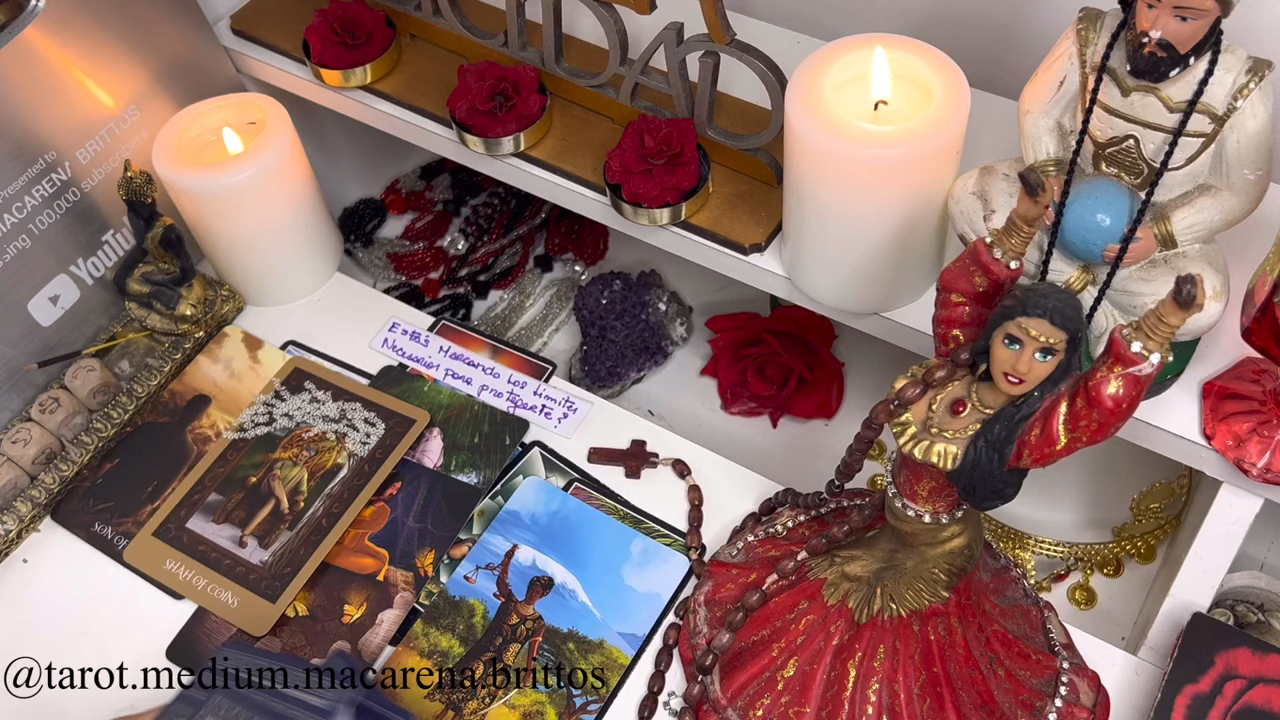 CIDAD
Presented to
MACARENA BRITTOS
100,000 subscribers
YouTube
Estás Marcando los límites
Necesarios para protegerte?
SON OF
SHAH OF COINS
@tarot.medium.macarena.brittos